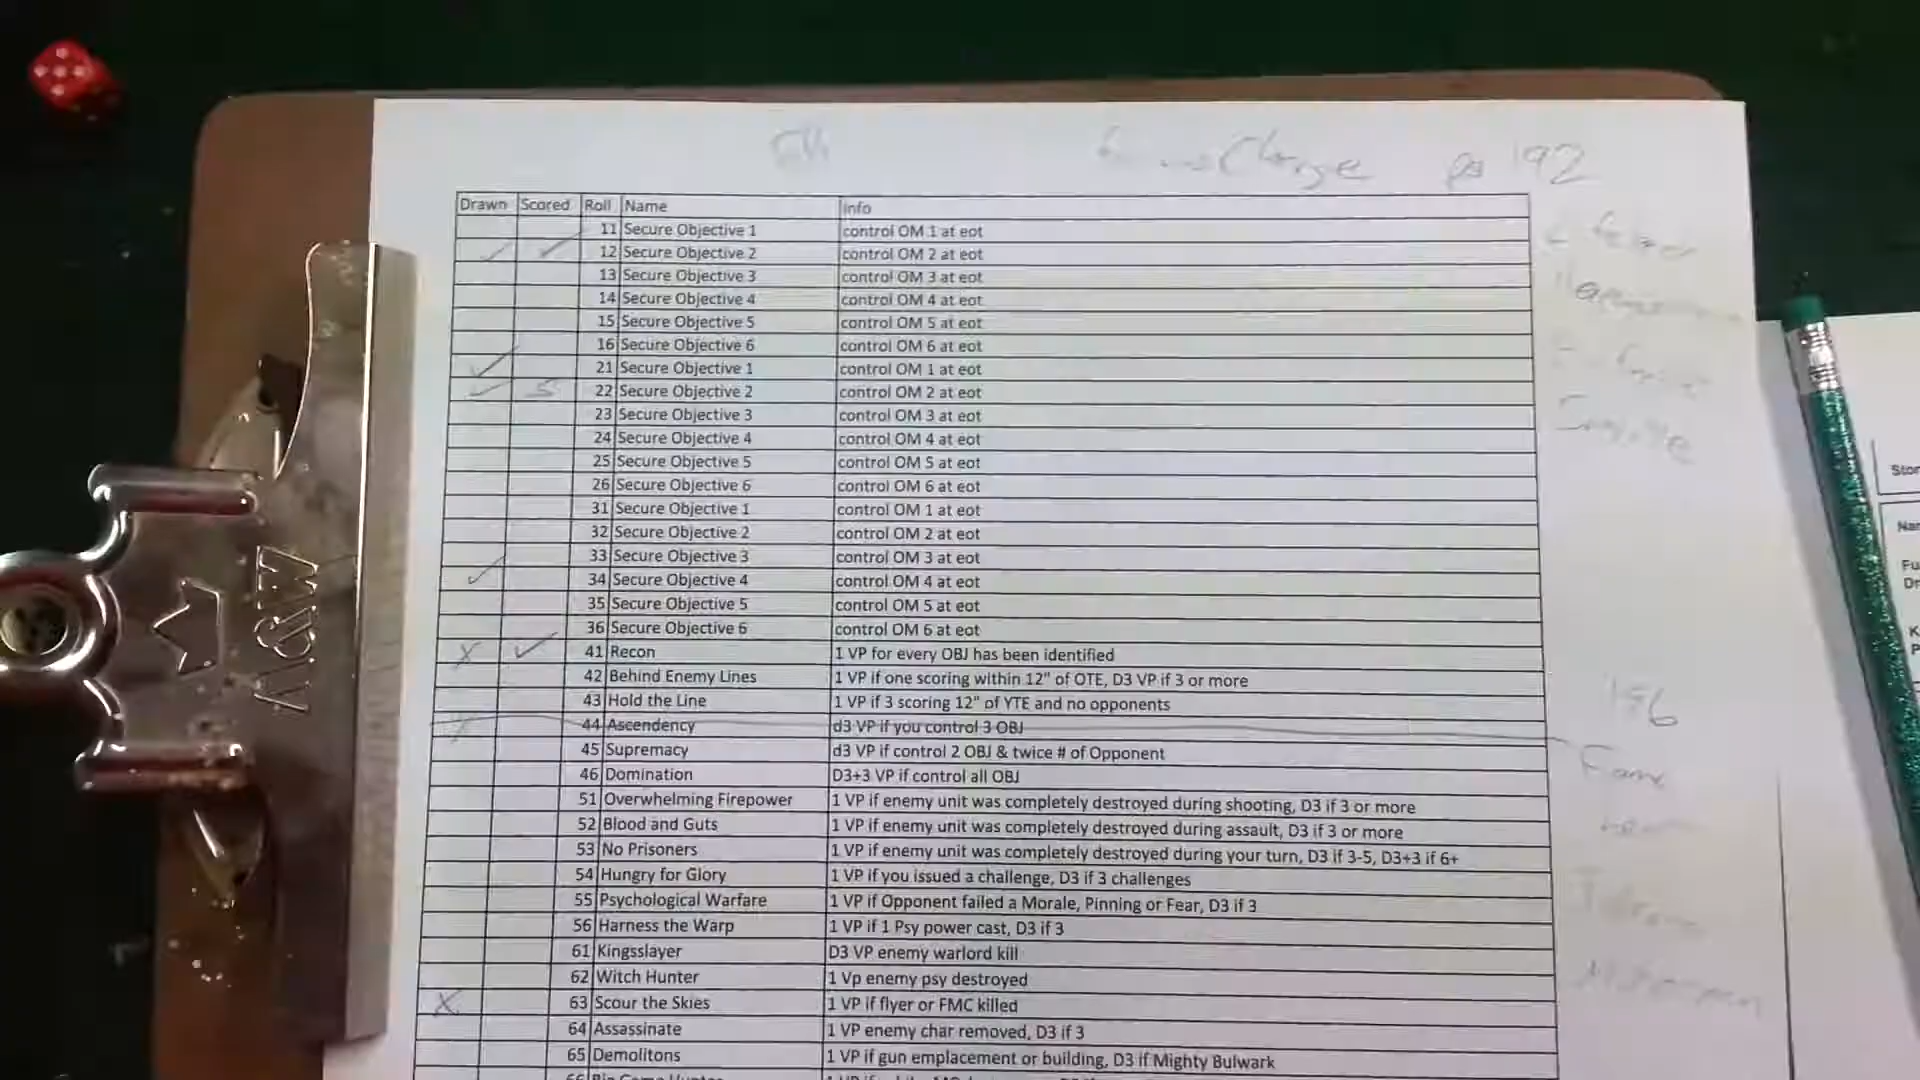 Charge pg 192
Drawn Scored Roll Name Info
11 Secure Objective 1 control OM 1 at eot
12 Secure Objective 2 control OM 2 at eot
13 Secure Objective 3 control OM 3 at eot
14 Secure Objective 4 control OM 4 at eot
15 Secure Objective 5 control OM 5 at eot
16 Secure Objective 6 control OM 6 at eot
21 Secure Objective 1 control OM 1 at eot
22 Secure Objective 2 control OM 2 at eot
23 Secure Objective 3 control OM 3 at eot
24 Secure Objective 4 control OM 4 at eot
25 Secure Objective 5 control OM 5 at eot
26 Secure Objective 6 control OM 6 at eot
31 Secure Objective 1 control OM 1 at eot
32 Secure Objective 2 control OM 2 at eot
33 Secure Objective 3 control OM 3 at eot
34 Secure Objective 4 control OM 4 at eot
35 Secure Objective 5 control OM 5 at eot
36 Secure Objective 6 control OM 6 at eot
X 41 Recon 1 VP for every OBJ has been identified
42 Behind Enemy Lines 1 VP if one scoring within 12" of OTE, D3 VP if 3 or more
43 Hold the Line 1 VP if 3 scoring 12" of YTE and no opponents
44 Ascendency d3 VP if you control 3 OBJ
45 Supremacy d3 VP if control 2 OBJ & twice # of Opponent
46 Domination D3+3 VP if control all OBJ
51 Overwhelming Firepower 1 VP if enemy unit was completely destroyed during shooting, D3 if 3 or more
52 Blood and Guts 1 VP if enemy unit was completely destroyed during assault, D3 if 3 or more
53 No Prisoners 1 VP if enemy unit was completely destroyed during your turn, D3 if 3-5, D3+3 if 6+
54 Hungry for Glory 1 VP if you issued a challenge, D3 if 3 challenges
55 Psychological Warfare 1 VP if Opponent failed a Morale, Pinning or Fear, D3 if 3
56 Harness the Warp 1 VP if 1 Psy power cast, D3 if 3
61 Kingsslayer D3 VP enemy warlord kill
62 Witch Hunter 1 Vp enemy psy destroyed
X 63 Scour the Skies 1 VP if flyer or FMC killed
64 Assassinate 1 VP enemy char removed, D3 if 3
65 Demolitons 1 VP if gun emplacement or building, D3 if Mighty Bulwark
A&W
156